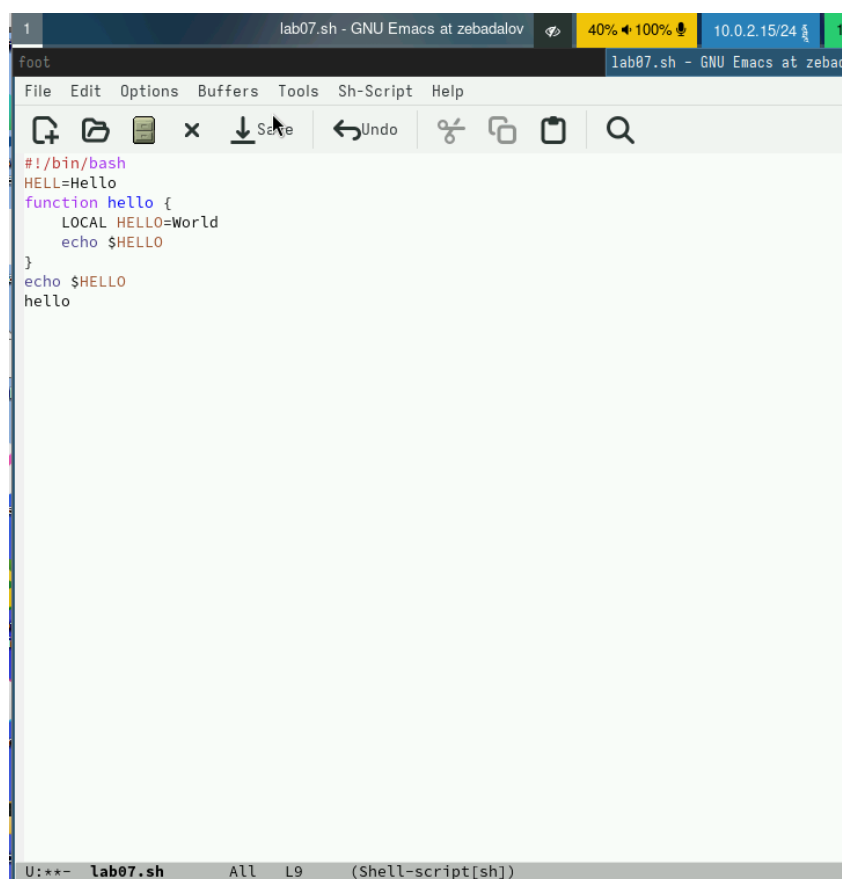 1 lab07.sh - GNU Emacs at zebadalov 40% 100% 10.0.2.15/24
foot lab07.sh - GNU Emacs at
File Edit Options Buffers Tools Sh-Script Help
Save Undo
#!/bin/bash
HELL=Hello
function hello {
LOCAL HELLO=World
echo $HELLO
}
echo $HELLO
hello
U:**- lab07.sh All L9 (Shell-script[sh])